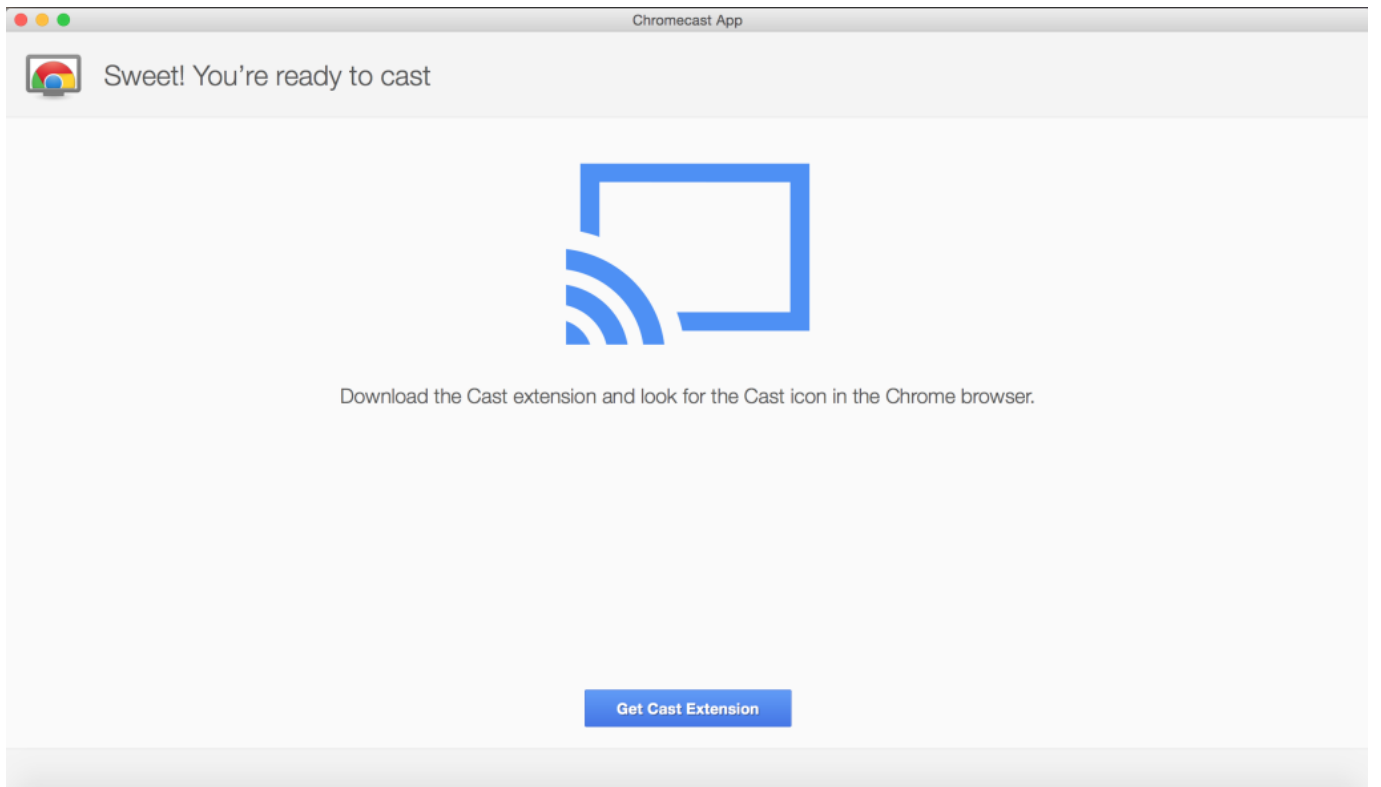 Chromecast App
Sweet! You're ready to cast
Download the Cast extension and look for the Cast icon in the Chrome browser.
Get Cast Extension